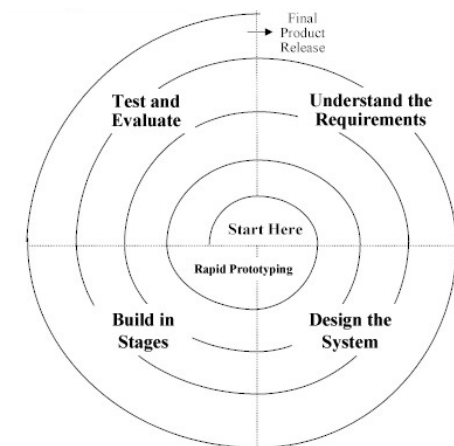 Final
Product
Release
Test and
Evaluate
Understand the
Requirements
Start Here
Rapid Prototyping
Build in
Stages
Design the
System